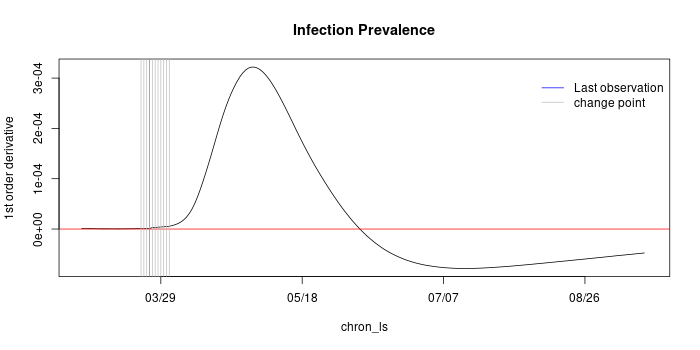 Infection Prevalence
1st order derivative
3e-04
2e-04
1e-04
0e+00
Last observation
change point
03/29
05/18
07/07
08/26
chron_ls